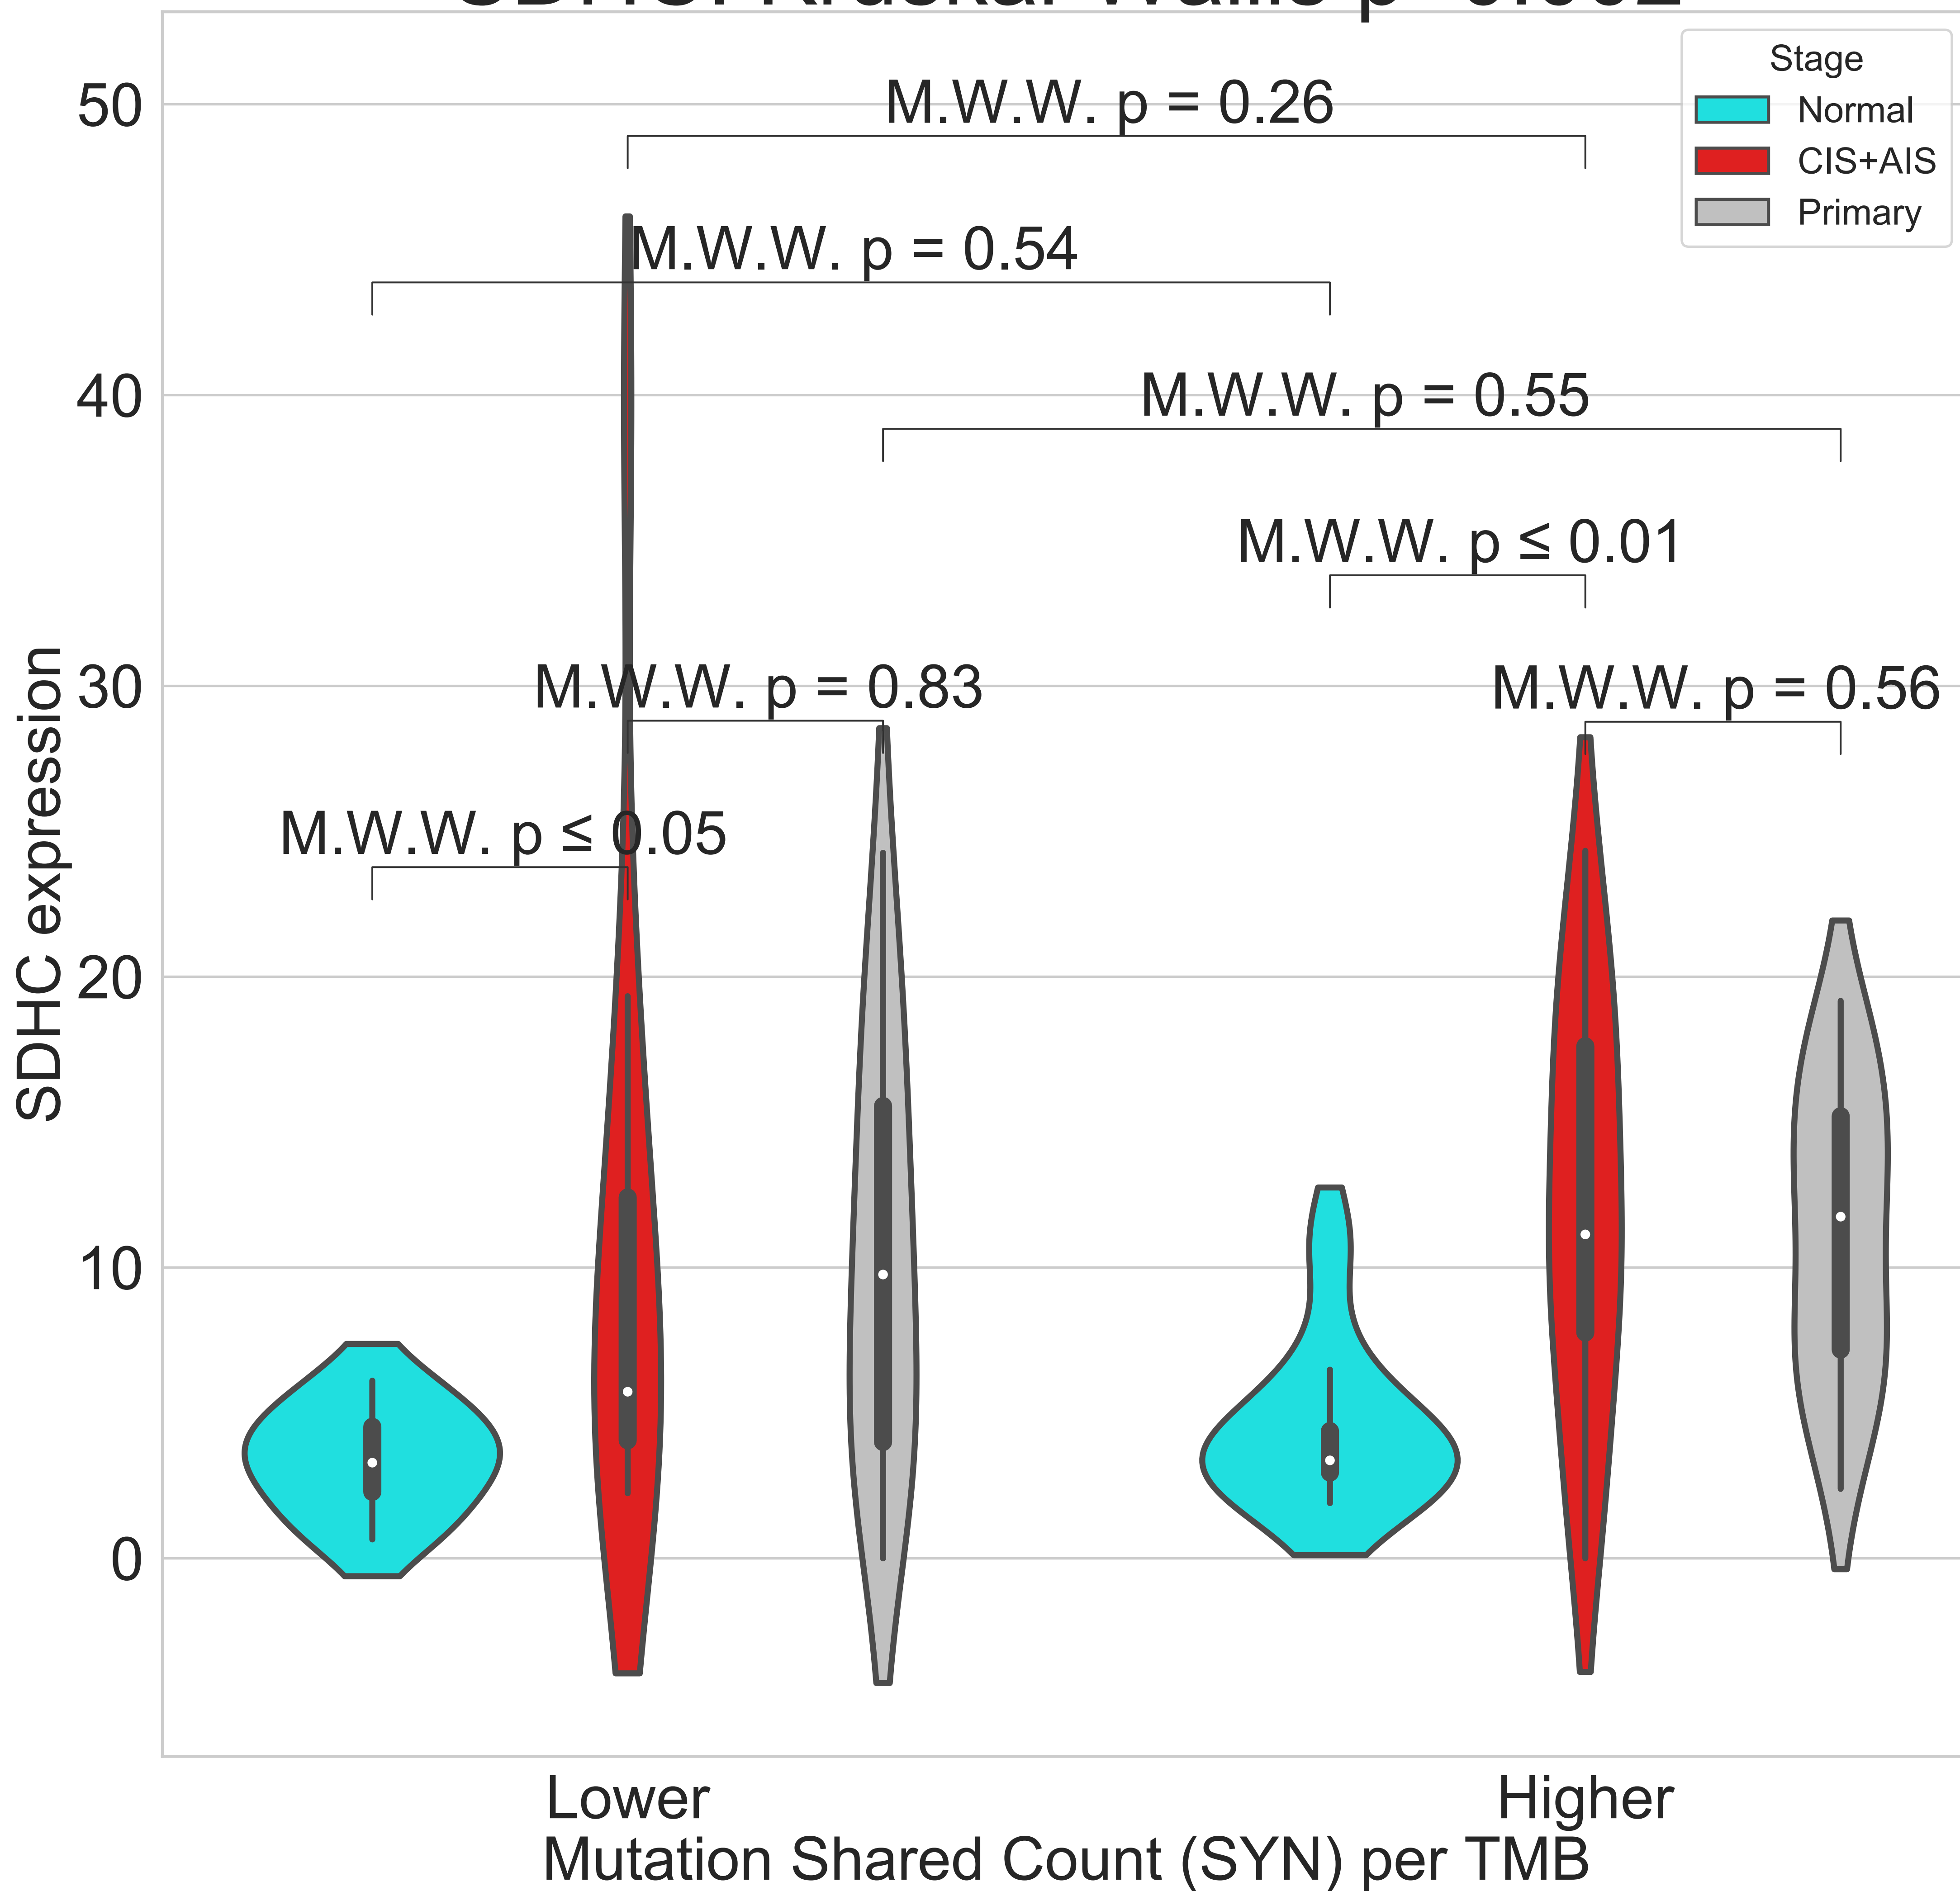 Stage
Normal
CIS+AIS
Primary
M.W.W. p = 0.26
M.W.W. p = 0.54
M.W.W. p = 0.55
M.W.W. p ≤ 0.01
M.W.W. p = 0.83
M.W.W. p = 0.56
M.W.W. p ≤ 0.05
50
40
30
20
10
0
SDHC expression
Lower
Higher
Mutation Shared Count (SYN) per TMB